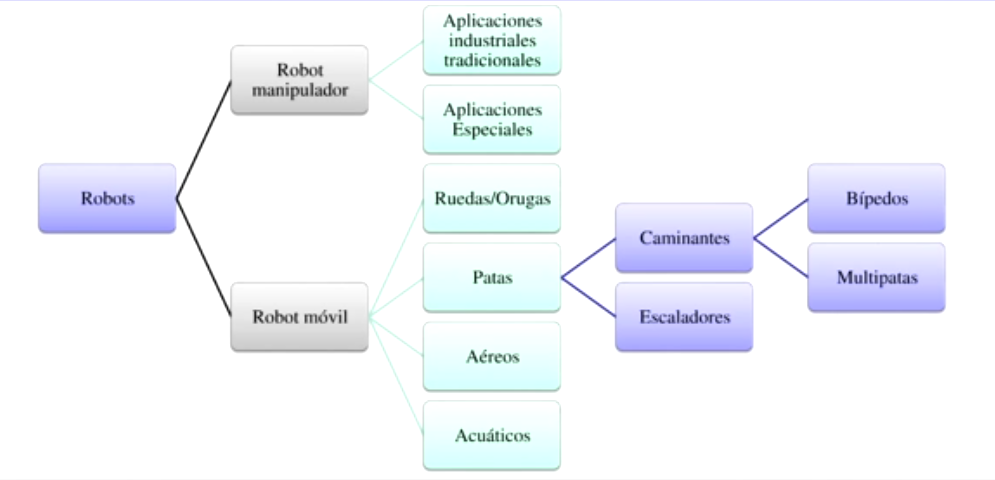 Robots
Robot
manipulador
Aplicaciones
industriales
tradicionales
Aplicaciones
Especiales
Robot móvil
Ruedas/Orugas
Patas
Caminantes
Bípedos
Multipatas
Escaladores
Aéreos
Acuáticos